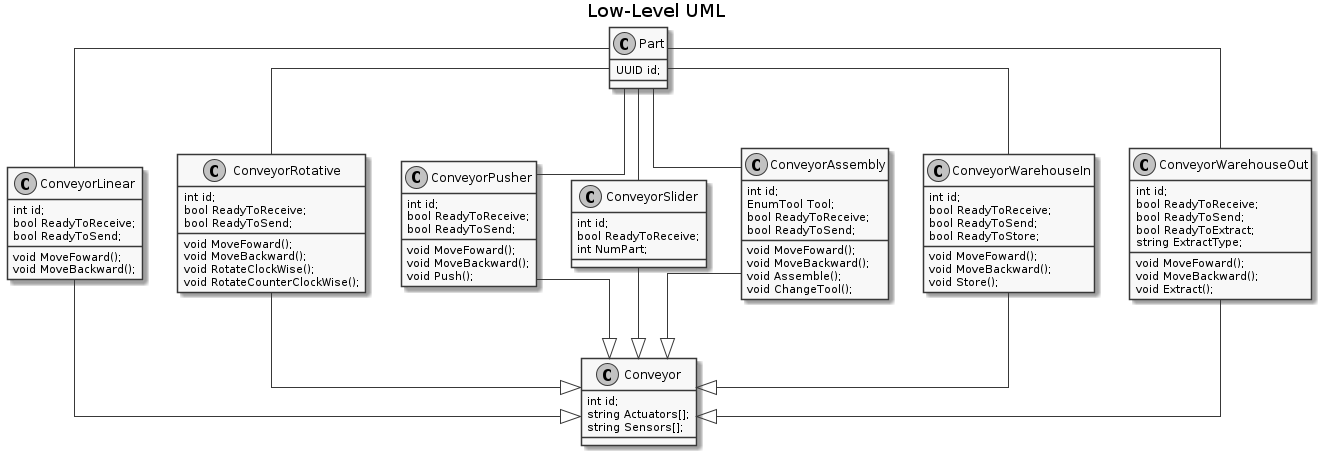 Low-Level UML
C Part
UUID id;
C ConveyorLinear
int id;
bool ReadyToReceive;
bool ReadyToSend;
void MoveFoward();
void MoveBackward();
C ConveyorRotative
int id;
bool ReadyToReceive;
bool ReadyToSend;
void MoveFoward();
void MoveBackward();
void RotateClockWise();
void RotateCounterClockWise();
C ConveyorPusher
int id;
bool ReadyToReceive;
bool ReadyToSend;
void MoveFoward();
void MoveBackward();
void Push();
C ConveyorSlider
int id;
bool ReadyToReceive;
int NumPart;
C ConveyorAssembly
int id;
EnumTool Tool;
bool ReadyToReceive;
bool ReadyToSend;
void MoveFoward();
void MoveBackward();
void Assemble();
void ChangeTool();
C ConveyorWarehouseIn
int id;
bool ReadyToReceive;
bool ReadyToSend;
bool ReadyToStore;
void MoveFoward();
void MoveBackward();
void Store();
C ConveyorWarehouseOut
int id;
bool ReadyToReceive;
bool ReadyToSend;
bool ReadyToExtract;
string ExtractType;
void MoveFoward();
void MoveBackward();
void Extract();
C Conveyor
int id;
string Actuators[];
string Sensors[];